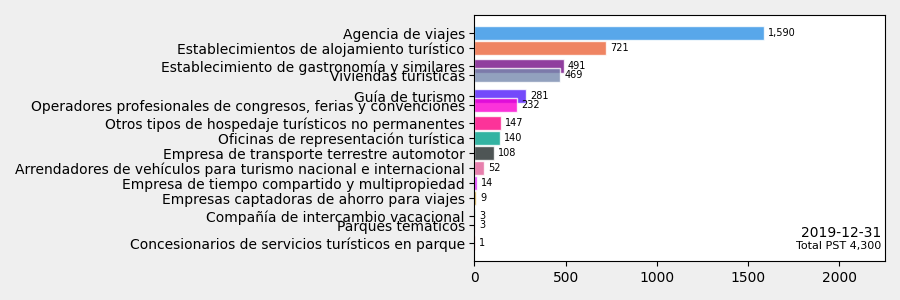 Agencia de viajes 1,590
Establecimientos de alojamiento turístico 721
Establecimiento de gastronomía y similares 491
Viviendas turísticas 469
Guía de turismo 281
Operadores profesionales de congresos, ferias y convenciones 232
Otros tipos de hospedaje turísticos no permanentes 147
Oficinas de representación turística 140
Empresa de transporte terrestre automotor 108
Arrendadores de vehículos para turismo nacional e internacional 52
Empresa de tiempo compartido y multipropiedad 14
Empresas captadoras de ahorro para viajes 9
Compañía de intercambio vacacional 3
Parques temáticos 3
Concesionarios de servicios turísticos en parque 1
2019-12-31
Total PST 4,300
0 500 1000 1500 2000